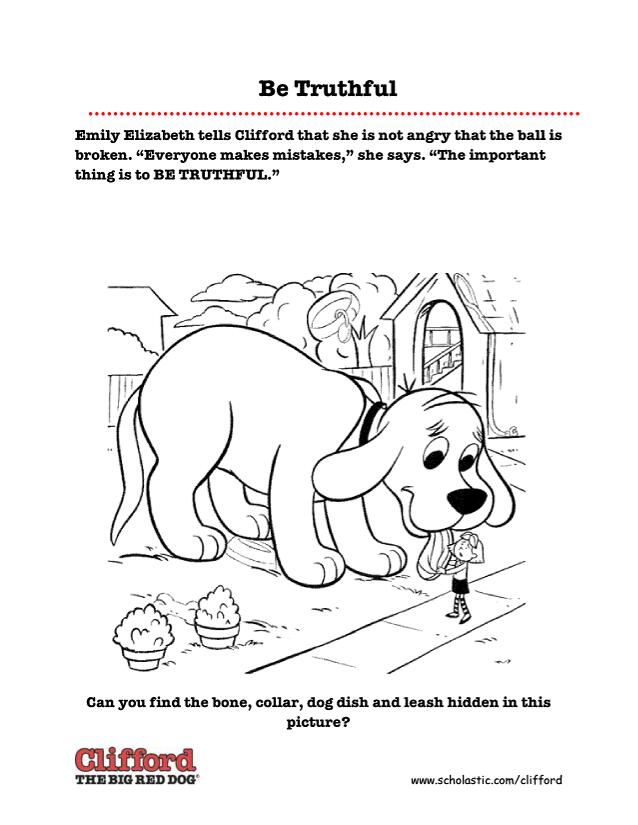 Be Truthful
Emily Elizabeth tells Clifford that she is not angry that the ball is
broken. “Everyone makes mistakes,” she says. “The important
thing is to BE TRUTHFUL.”
Can you find the bone, collar, dog dish and leash hidden in this
picture?
Clifford
THE BIG RED DOG®
www.scholastic.com/clifford